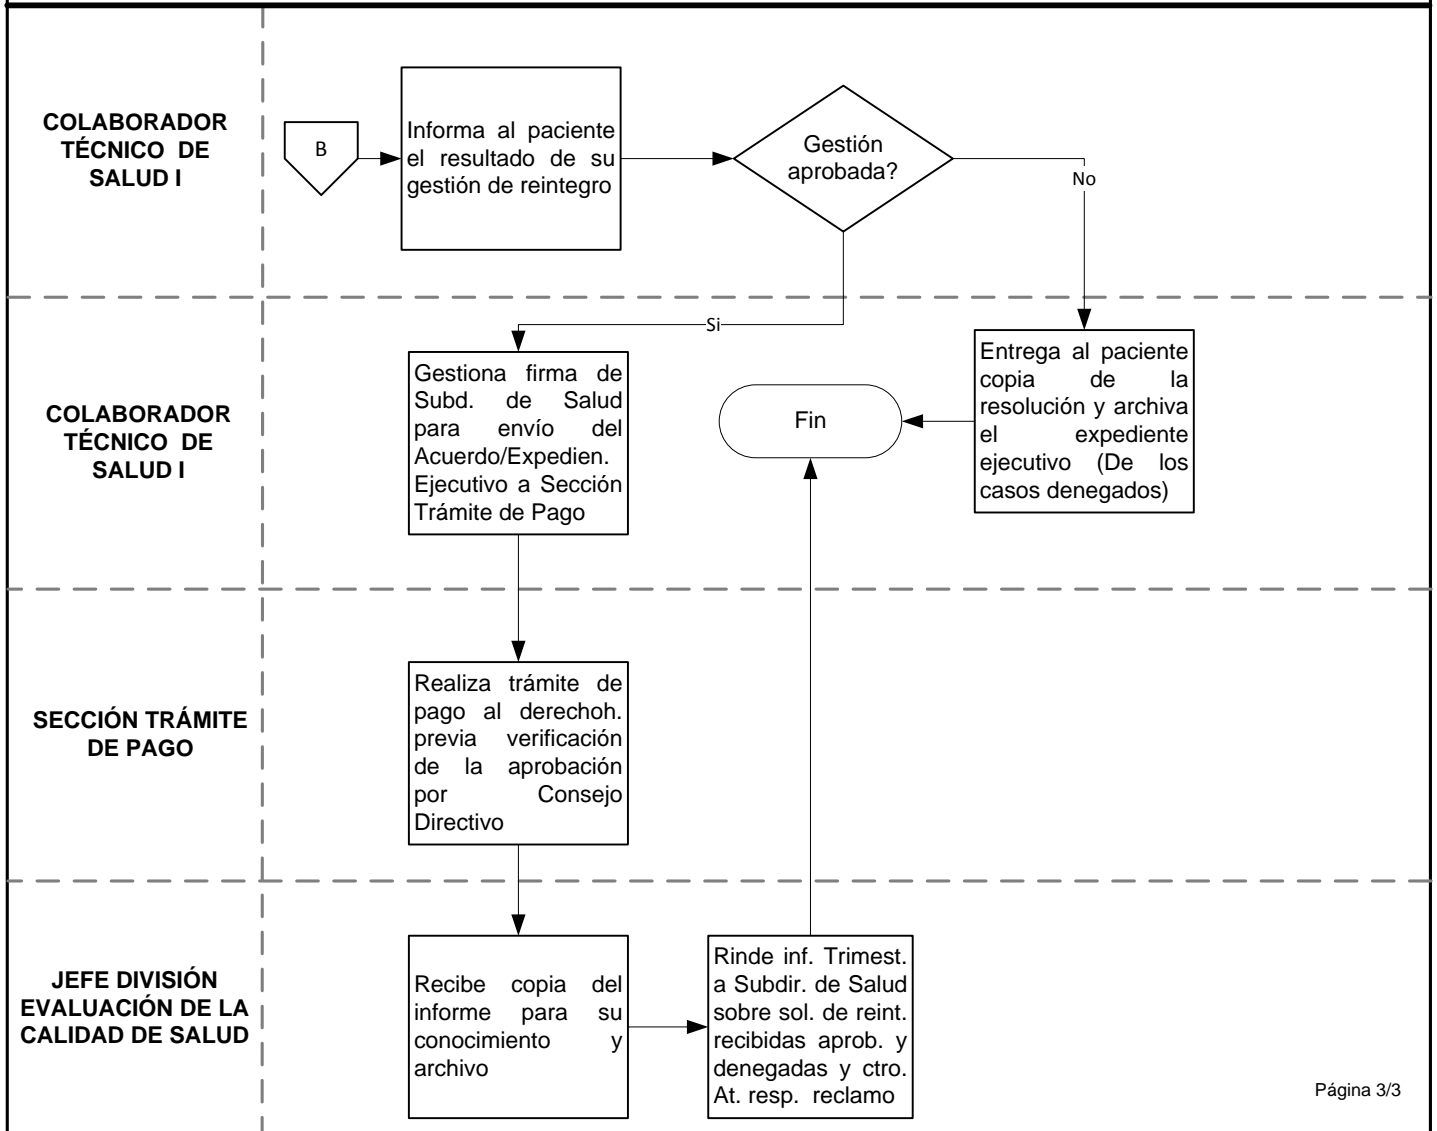 COLABORADOR
TÉCNICO DE
SALUD I
B
Informa al paciente
el resultado de su
gestión de reintegro
Gestión
aprobada?
No
Si
COLABORADOR
TÉCNICO DE
SALUD I
Gestiona firma de
Subd. de Salud
para envío del
Acuerdo/Expedien.
Ejecutivo a Sección
Trámite de Pago
Fin
Entrega al paciente
copia de la
resolución y archiva
el expediente
ejecutivo (De los
casos denegados)
SECCIÓN TRÁMITE
DE PAGO
Realiza trámite de
pago al derechoh.
previa verificación
de la aprobación
por Consejo
Directivo
JEFE DIVISIÓN
EVALUACIÓN DE LA
CALIDAD DE SALUD
Recibe copia del
informe para su
conocimiento y
archivo
Rinde inf. Trimest.
a Subdir. de Salud
sobre sol. de reint.
recibidas aprob. y
denegadas y ctro.
At. resp. reclamo
Página 3/3